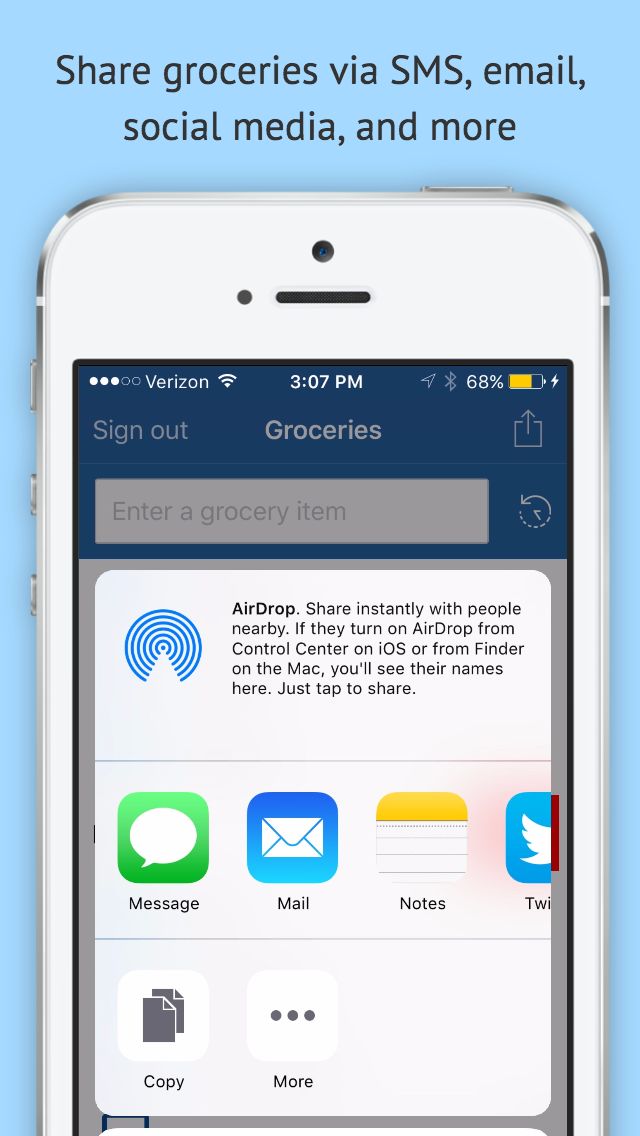 Share groceries via SMS, email,
social media, and more
Verizon 3:07 PM 68%
Sign out Groceries
Enter a grocery item
AirDrop. Share instantly with people
nearby. If they turn on AirDrop from
Control Center on iOS or from Finder
on the Mac, you'll see their names
here. Just tap to share.
Message Mail Notes Twi
Copy More